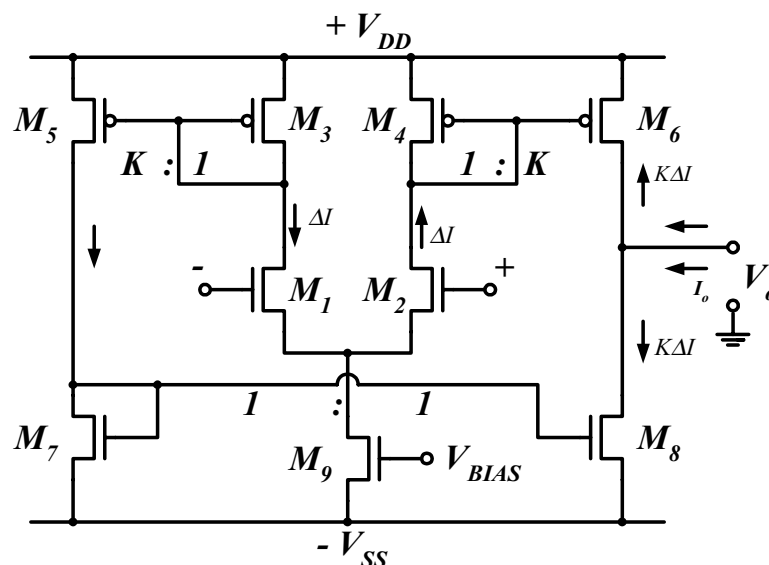 + V_DD
M_5 M_3 M_4 M_6
K : 1 1 : K
KΔI
ΔI ΔI
- +
M_1 M_2
I_o V_o
KΔI
1 : 1
M_7 M_8
M_9 V_BIAS
- V_SS